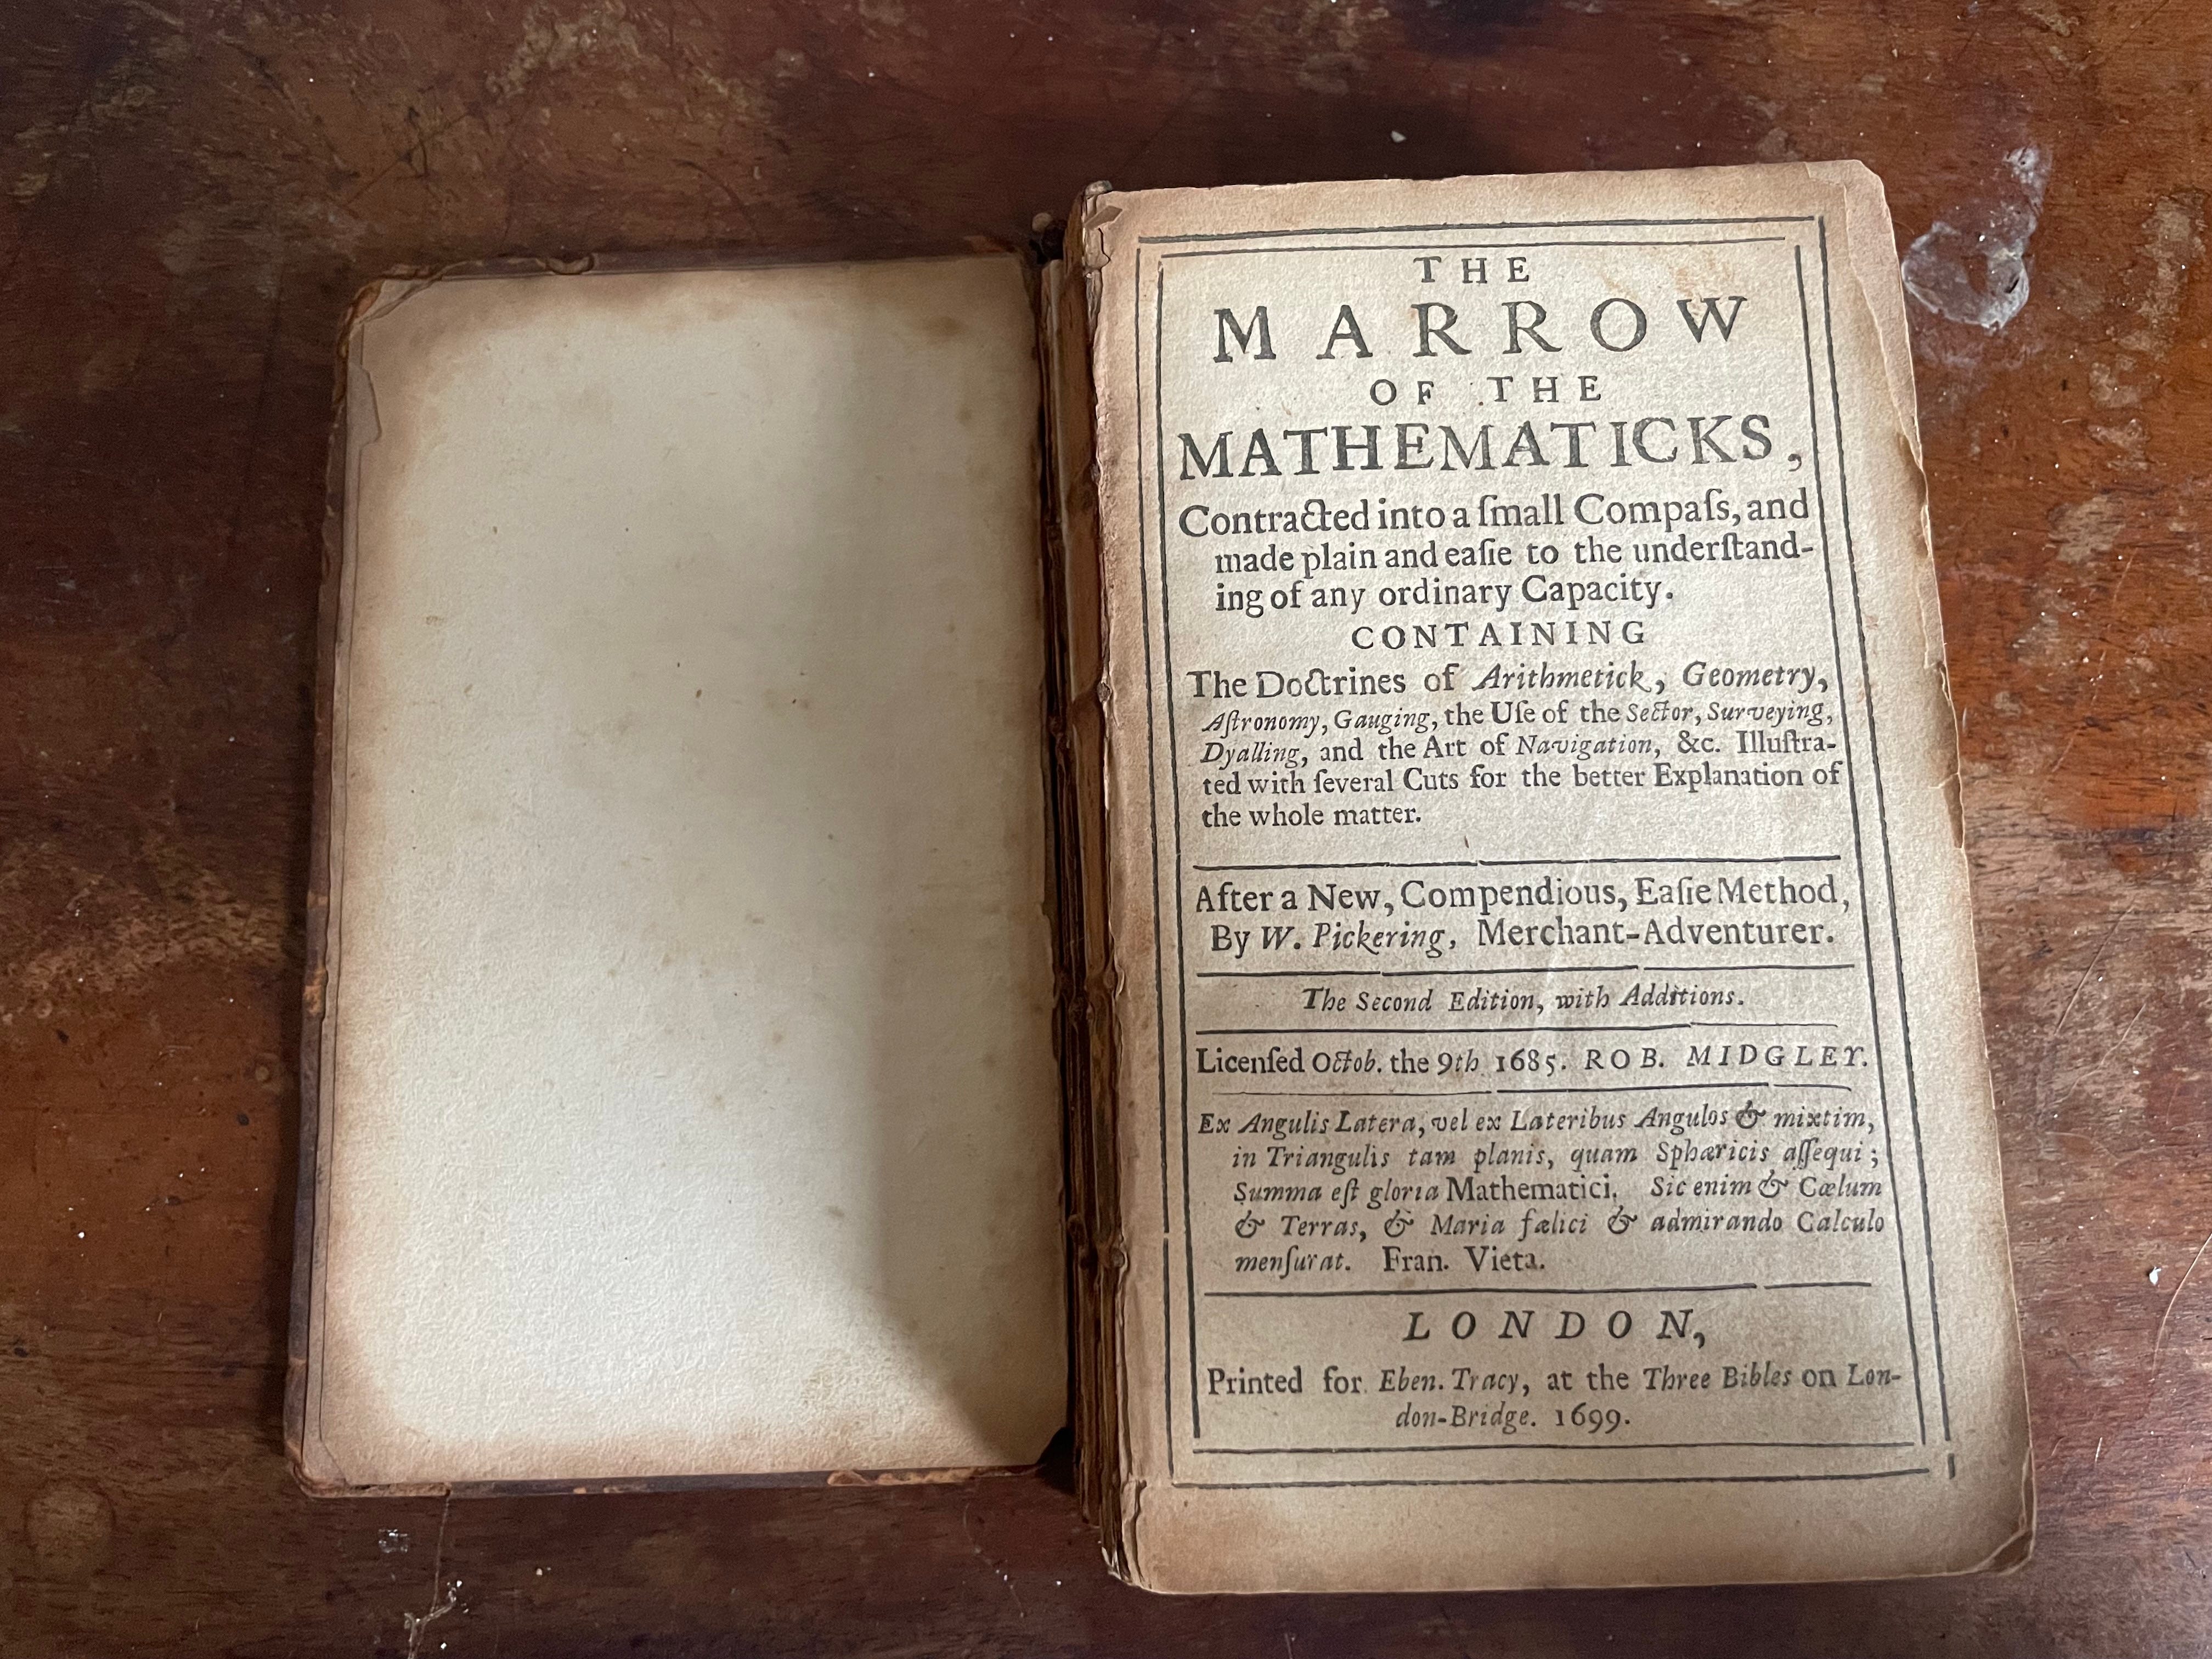 THE
MARROW
OF THE
MATHEMATICKS,
Contracted into a ſmall Compaſs, and
made plain and eaſie to the underſtand-
ing of any ordinary Capacity.
CONTAINING
The Doctrines of Arithmetick, Geometry,
Aſtronomy, Gauging, the Uſe of the Sector, Surveying,
Dyalling, and the Art of Navigation, &c. Illuſtra-
ted with ſeveral Cuts for the better Explanation of
the whole matter.
After a New, Compendious, Eaſie Method,
By W. Pickering, Merchant-Adventurer.
The Second Edition, with Additions.
Licenſed Octob. the 9th 1685. ROB. MIDGLEY.
Ex Angulis Latera, vel ex Lateribus Angulos & mixtim,
in Triangulis tam planis, quam Sphæricis aſſequi;
Summa eſt gloria Mathematici. Sic enim & Cælum
& Terras, & Maria fælici & admirando Calculo
menſurat. Fran. Vieta.
LONDON,
Printed for Eben. Tracy, at the Three Bibles on Lon-
don-Bridge. 1699.